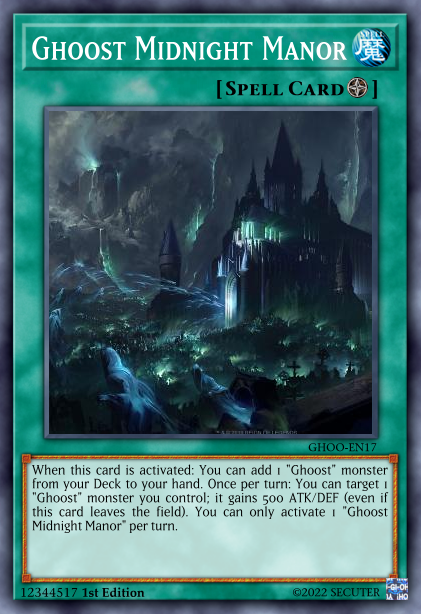 GHOOST MIDNIGHT MANOR 魔
[SPELL CARD]
GHOO-EN17
When this card is activated: You can add 1 "Ghoost" monster
from your Deck to your hand. Once per turn: You can target 1
"Ghoost" monster you control; it gains 500 ATK/DEF (even if
this card leaves the field). You can only activate 1 "Ghoost
Midnight Manor" per turn.
12344517 1st Edition ©2022 SECUTER